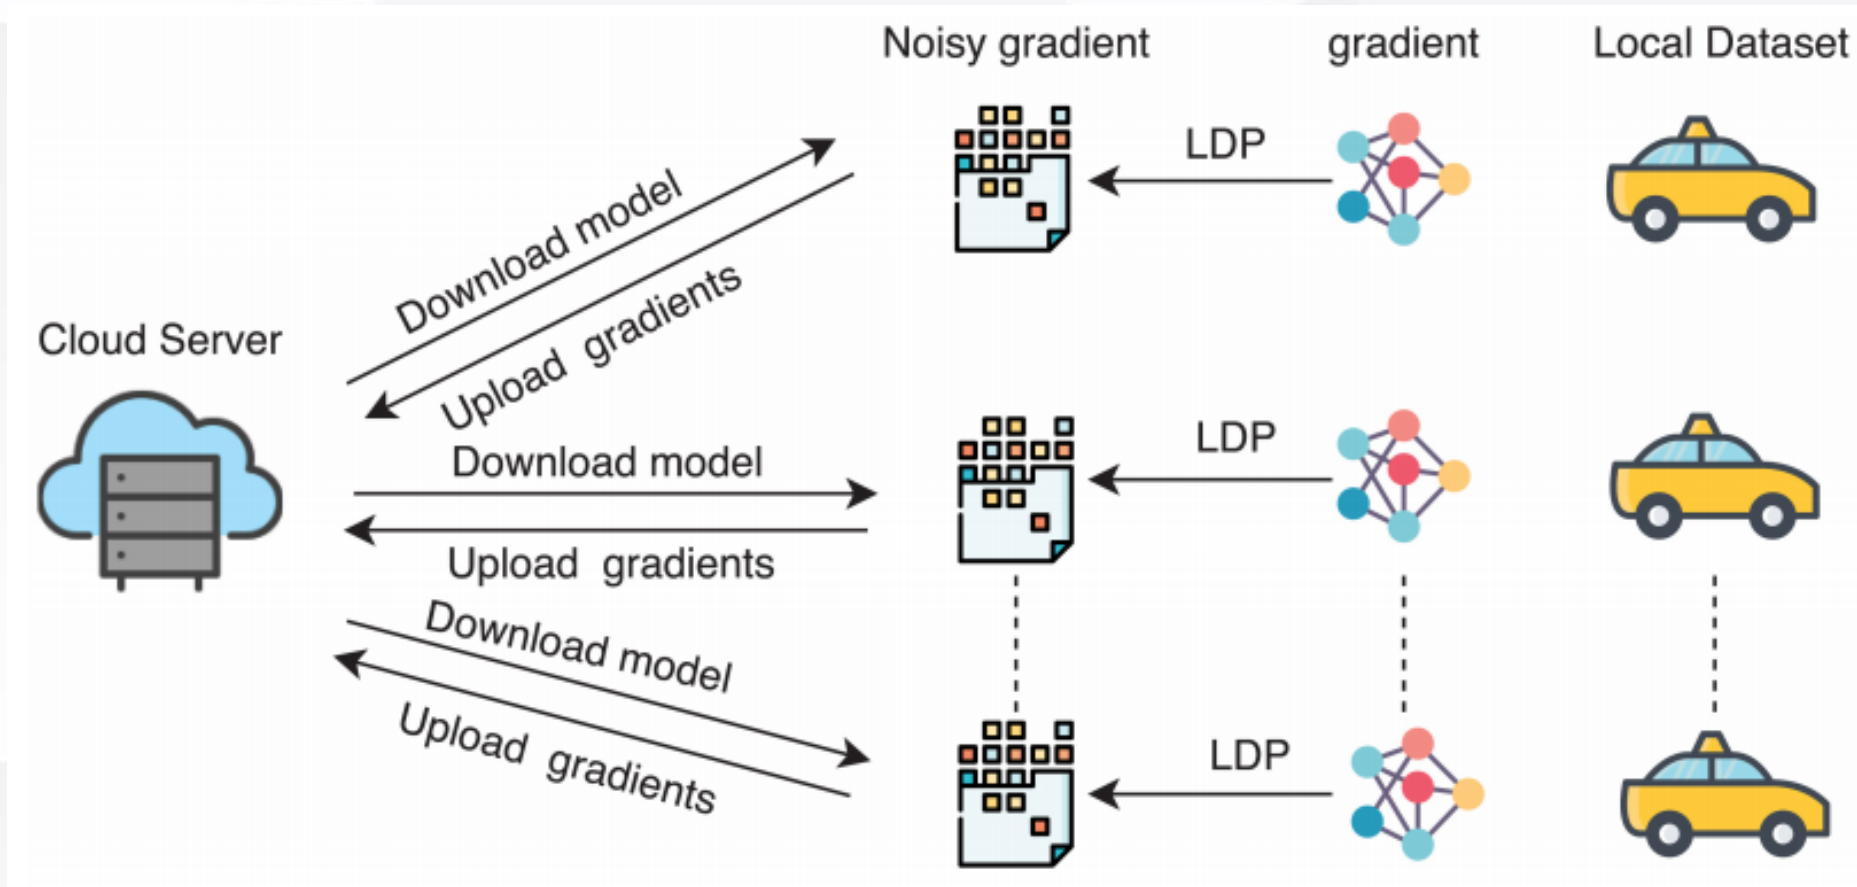 Noisy gradient
gradient
Local Dataset
Download model
LDP
Upload gradients
Cloud Server
Download model
LDP
Upload gradients
Download model
LDP
Upload gradients